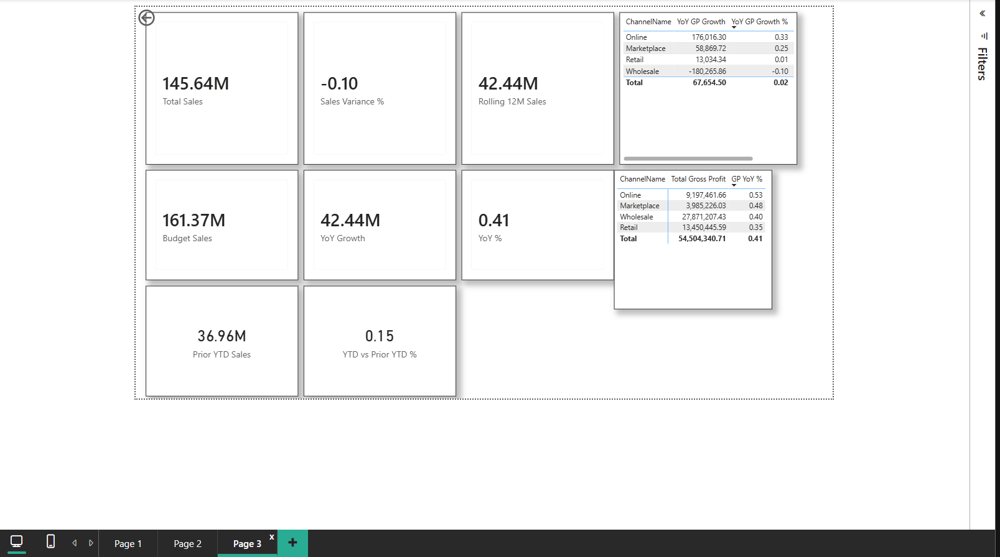 145.64M
Total Sales
-0.10
Sales Variance %
42.44M
Rolling 12M Sales
ChannelName YoY GP Growth YoY GP Growth %
Online 176,016.30 0.33
Marketplace 58,869.72 0.25
Retail 13,034.34 0.01
Wholesale -180,265.86 -0.10
Total 67,654.50 0.02
161.37M
Budget Sales
42.44M
YoY Growth
0.41
YoY %
ChannelName Total Gross Profit GP YoY %
Online 9,197,461.66 0.53
Marketplace 3,985,226.03 0.48
Wholesale 27,871,207.43 0.40
Retail 13,450,445.59 0.35
Total 54,504,340.71 0.41
36.96M
Prior YTD Sales
0.15
YTD vs Prior YTD %
Filters
Page 1 Page 2 Page 3 x +